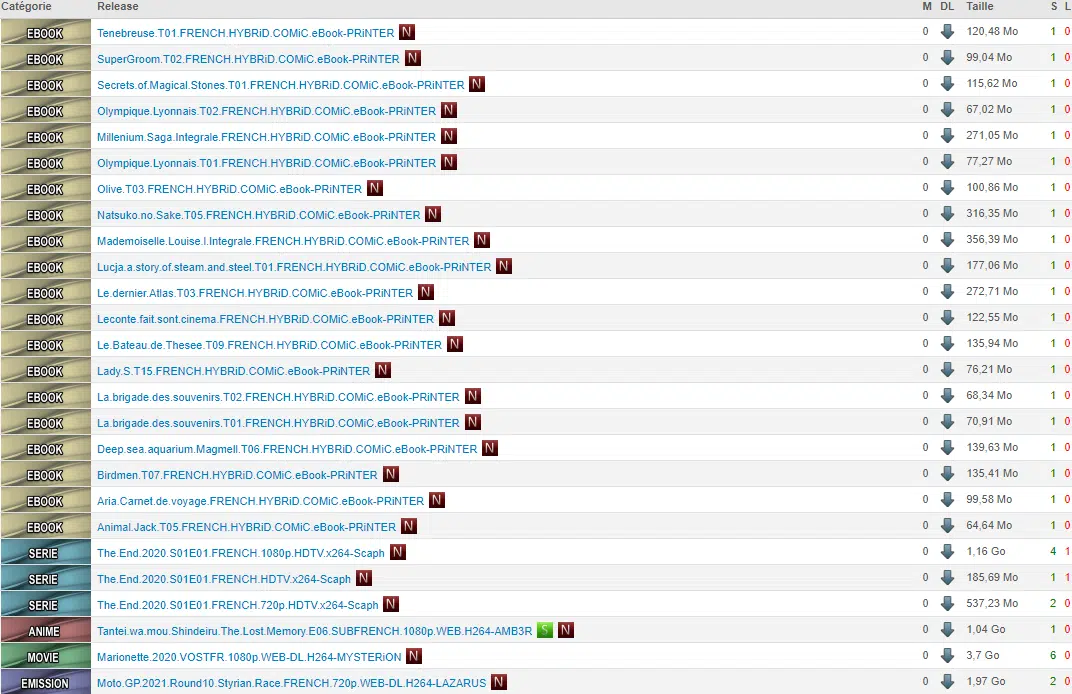 Catégorie Release M DL Taille S L
EBOOK Tenebreuse.T01.FRENCH.HYBRiD.COMiC.eBook-PRiNTER N 0 120,48 Mo 1 0
EBOOK SuperGroom.T02.FRENCH.HYBRiD.COMiC.eBook-PRiNTER N 0 99,04 Mo 1 0
EBOOK Secrets.of.Magical.Stones.T01.FRENCH.HYBRiD.COMiC.eBook-PRiNTER N 0 115,62 Mo 1 0
EBOOK Olympique.Lyonnais.T02.FRENCH.HYBRiD.COMiC.eBook-PRiNTER N 0 67,02 Mo 1 0
EBOOK Millenium.Saga.Integrale.FRENCH.HYBRiD.COMiC.eBook-PRiNTER N 0 271,05 Mo 1 0
EBOOK Olympique.Lyonnais.T01.FRENCH.HYBRiD.COMiC.eBook-PRiNTER N 0 77,27 Mo 1 0
EBOOK Olive.T03.FRENCH.HYBRiD.COMiC.eBook-PRiNTER N 0 100,86 Mo 1 0
EBOOK Natsuko.no.Sake.T05.FRENCH.HYBRiD.COMiC.eBook-PRiNTER N 0 316,35 Mo 1 0
EBOOK Mademoiselle.Louise.I.Integrale.FRENCH.HYBRiD.COMiC.eBook-PRiNTER N 0 356,39 Mo 1 0
EBOOK Lucja.a.story.of.steam.and.steel.T01.FRENCH.HYBRiD.COMiC.eBook-PRiNTER N 0 177,06 Mo 1 0
EBOOK Le.dernier.Atlas.T03.FRENCH.HYBRiD.COMiC.eBook-PRiNTER N 0 272,71 Mo 1 0
EBOOK Leconte.fait.sont.cinema.FRENCH.HYBRiD.COMiC.eBook-PRiNTER N 0 122,55 Mo 1 0
EBOOK Le.Bateau.de.Thesee.T09.FRENCH.HYBRiD.COMiC.eBook-PRiNTER N 0 135,94 Mo 1 0
EBOOK Lady.S.T15.FRENCH.HYBRiD.COMiC.eBook-PRiNTER N 0 76,21 Mo 1 0
EBOOK La.brigade.des.souvenirs.T02.FRENCH.HYBRiD.COMiC.eBook-PRiNTER N 0 68,34 Mo 1 0
EBOOK La.brigade.des.souvenirs.T01.FRENCH.HYBRiD.COMiC.eBook-PRiNTER N 0 70,91 Mo 1 0
EBOOK Deep.sea.aquarium.Magmell.T06.FRENCH.HYBRiD.COMiC.eBook-PRiNTER N 0 139,63 Mo 1 0
EBOOK Birdmen.T07.FRENCH.HYBRiD.COMiC.eBook-PRiNTER N 0 135,41 Mo 1 0
EBOOK Aria.Carnet.de.voyage.FRENCH.HYBRiD.COMiC.eBook-PRiNTER N 0 99,58 Mo 1 0
EBOOK Animal.Jack.T05.FRENCH.HYBRiD.COMiC.eBook-PRiNTER N 0 64,64 Mo 1 0
SERIE The.End.2020.S01E01.FRENCH.1080p.HDTV.x264-Scaph N 0 1,16 Go 4 1
SERIE The.End.2020.S01E01.FRENCH.HDTV.x264-Scaph N 0 185,69 Mo 1 1
SERIE The.End.2020.S01E01.FRENCH.720p.HDTV.x264-Scaph N 0 537,23 Mo 2 0
ANIME Tantei.wa.mou.Shindeiru.The.Lost.Memory.E06.SUBFRENCH.1080p.WEB.H264-AMB3R S N 0 1,04 Go 1 0
MOVIE Marionette.2020.VOSTFR.1080p.WEB-DL.H264-MYSTERiON N 0 3,7 Go 6 0
EMISSION Moto.GP.2021.Round10.Styrian.Race.FRENCH.720p.WEB-DL.H264-LAZARUS N 0 1,97 Go 2 0